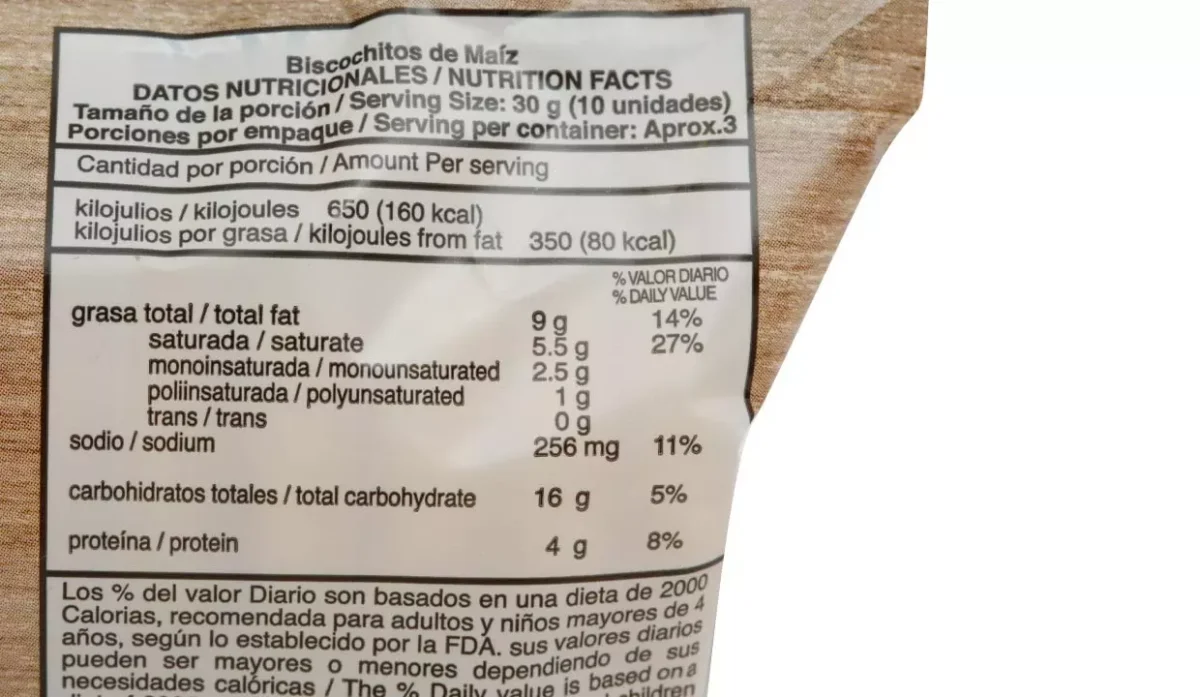 Biscochitos de Maíz
DATOS NUTRICIONALES / NUTRITION FACTS
Tamaño de la porción / Serving Size: 30 g (10 unidades)
Porciones por empaque / Serving per container: Aprox.3
Cantidad por porción / Amount Per serving
kilojulios / kilojoules 650 (160 kcal)
kilojulios por grasa / kilojoules from fat 350 (80 kcal)
% VALOR DIARIO
% DAILY VALUE
grasa total / total fat 9 g 14%
saturada / saturate 5.5 g 27%
monoinsaturada / monounsaturated 2.5 g
poliinsaturada / polyunsaturated 1 g
trans / trans 0 g
sodio / sodium 256 mg 11%
carbohidratos totales / total carbohydrate 16 g 5%
proteína / protein 4 g 8%
Los % del valor Diario son basados en una dieta de 2000
Calorias, recomendada para adultos y niños mayores de 4
años, según lo establecido por la FDA. sus valores diarios
pueden ser mayores o menores dependiendo de sus
necesidades calóricas / The % Daily value is based on a
children